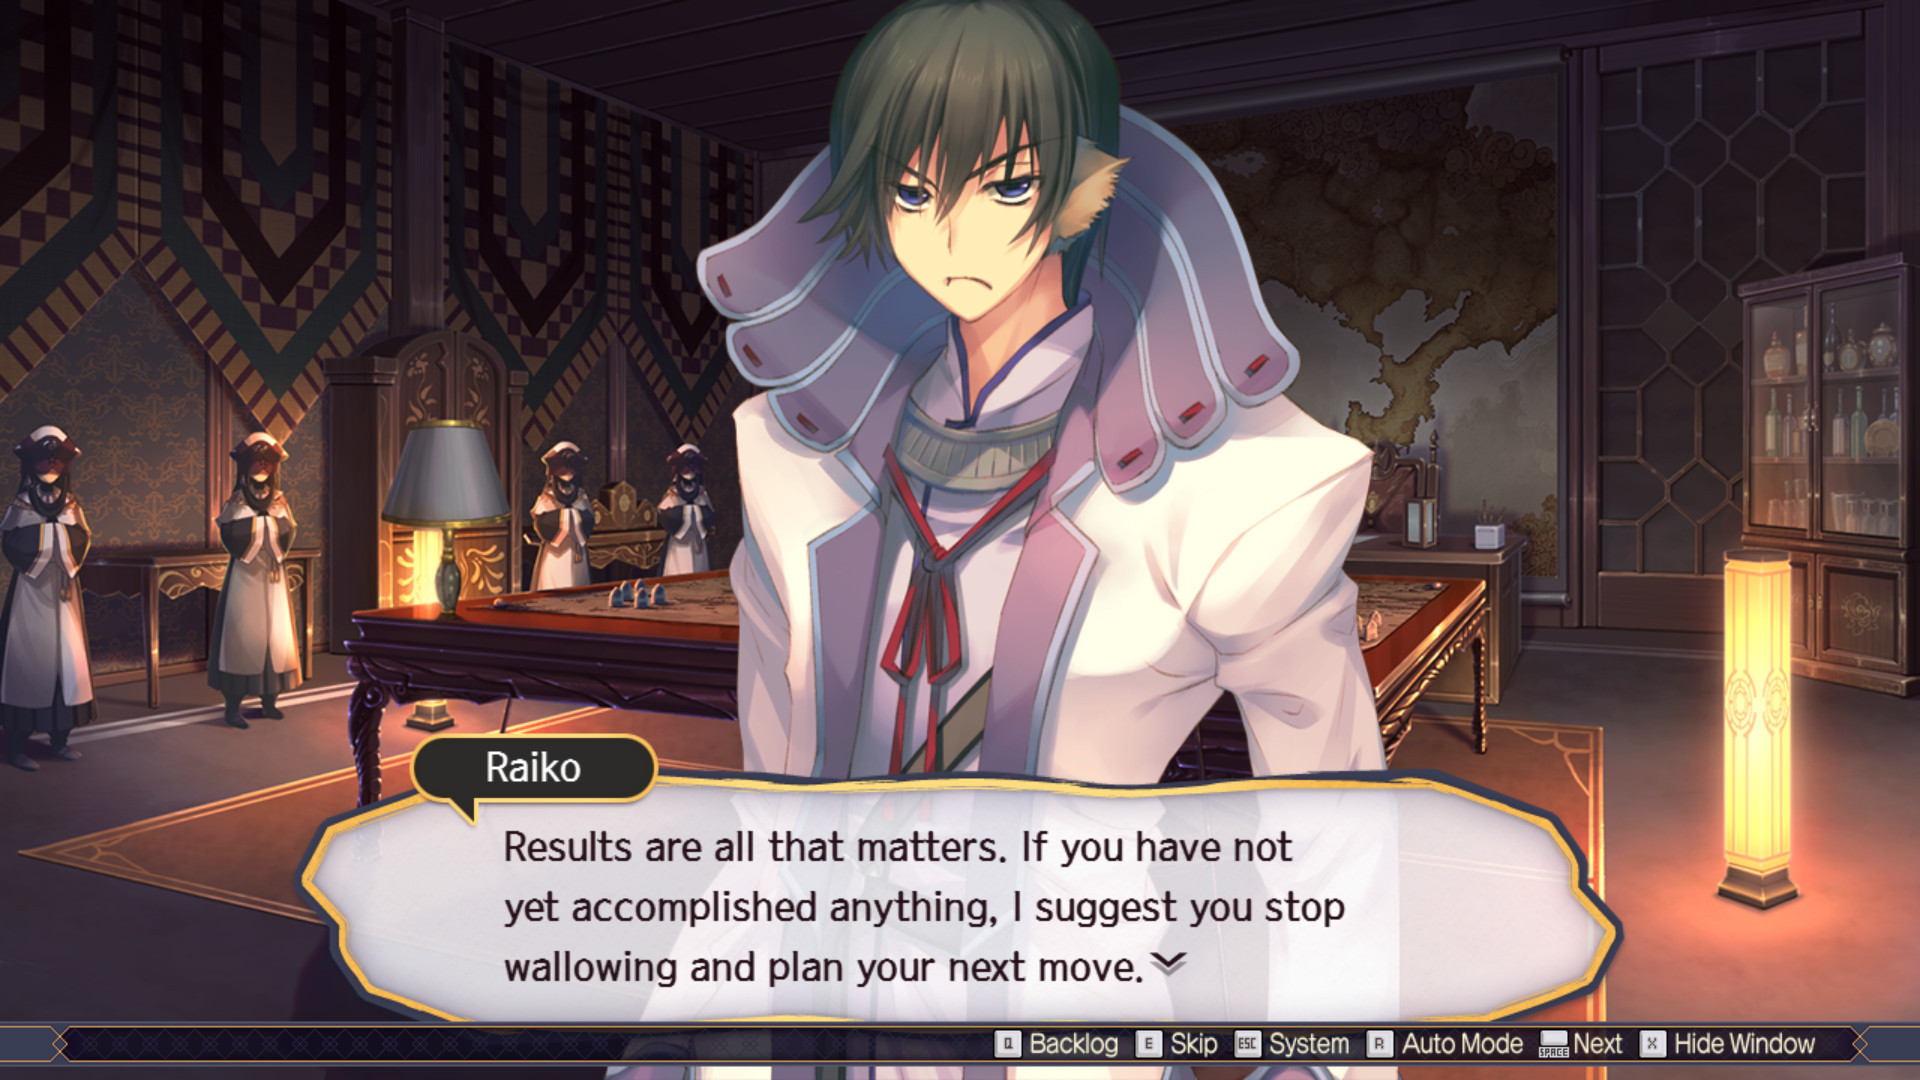 Raiko
Results are all that matters. If you have not
yet accomplished anything, I suggest you stop
wallowing and plan your next move.
Q Backlog E Skip ESC System R Auto Mode SPACE Next X Hide Window